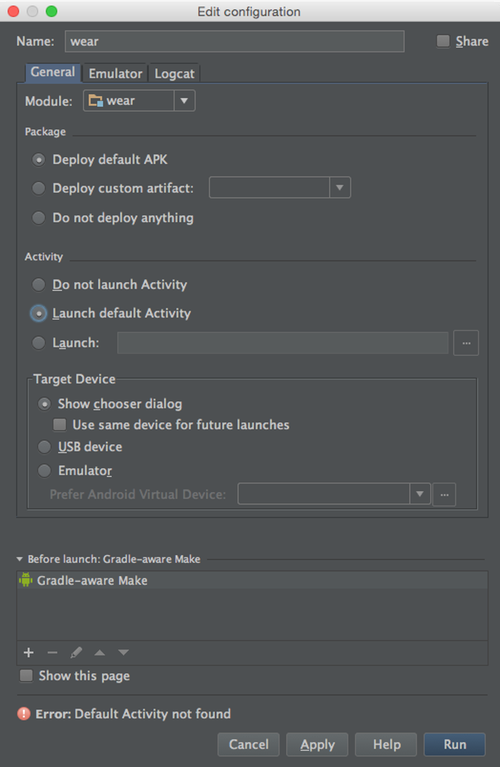 Edit configuration
Name: wear Share
General Emulator Logcat
Module: wear
Package
Deploy default APK
Deploy custom artifact:
Do not deploy anything
Activity
Do not launch Activity
Launch default Activity
Launch: ...
Target Device
Show chooser dialog
Use same device for future launches
USB device
Emulator
Prefer Android Virtual Device: ...
Before launch: Gradle-aware Make
Gradle-aware Make
Show this page
Error: Default Activity not found
Cancel Apply Help Run